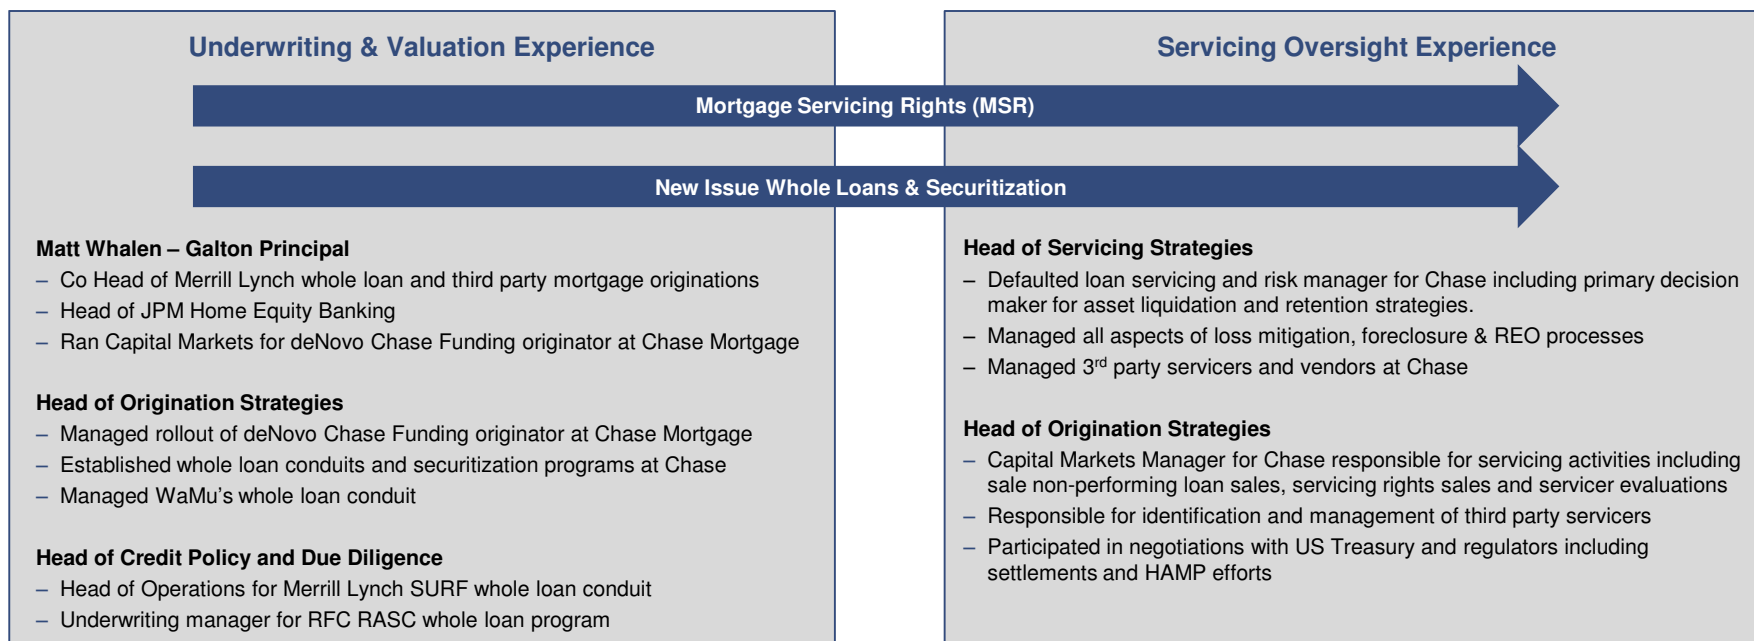 Underwriting & Valuation Experience
Servicing Oversight Experience
Mortgage Servicing Rights (MSR)
New Issue Whole Loans & Securitization
Matt Whalen – Galton Principal
– Co Head of Merrill Lynch whole loan and third party mortgage originations
– Head of JPM Home Equity Banking
– Ran Capital Markets for deNovo Chase Funding originator at Chase Mortgage
Head of Origination Strategies
– Managed rollout of deNovo Chase Funding originator at Chase Mortgage
– Established whole loan conduits and securitization programs at Chase
– Managed WaMu's whole loan conduit
Head of Credit Policy and Due Diligence
– Head of Operations for Merrill Lynch SURF whole loan conduit
– Underwriting manager for RFC RASC whole loan program
Head of Servicing Strategies
– Defaulted loan servicing and risk manager for Chase including primary decision
maker for asset liquidation and retention strategies.
– Managed all aspects of loss mitigation, foreclosure & REO processes
– Managed 3rd party servicers and vendors at Chase
Head of Origination Strategies
– Capital Markets Manager for Chase responsible for servicing activities including
sale non-performing loan sales, servicing rights sales and servicer evaluations
– Responsible for identification and management of third party servicers
– Participated in negotiations with US Treasury and regulators including
settlements and HAMP efforts